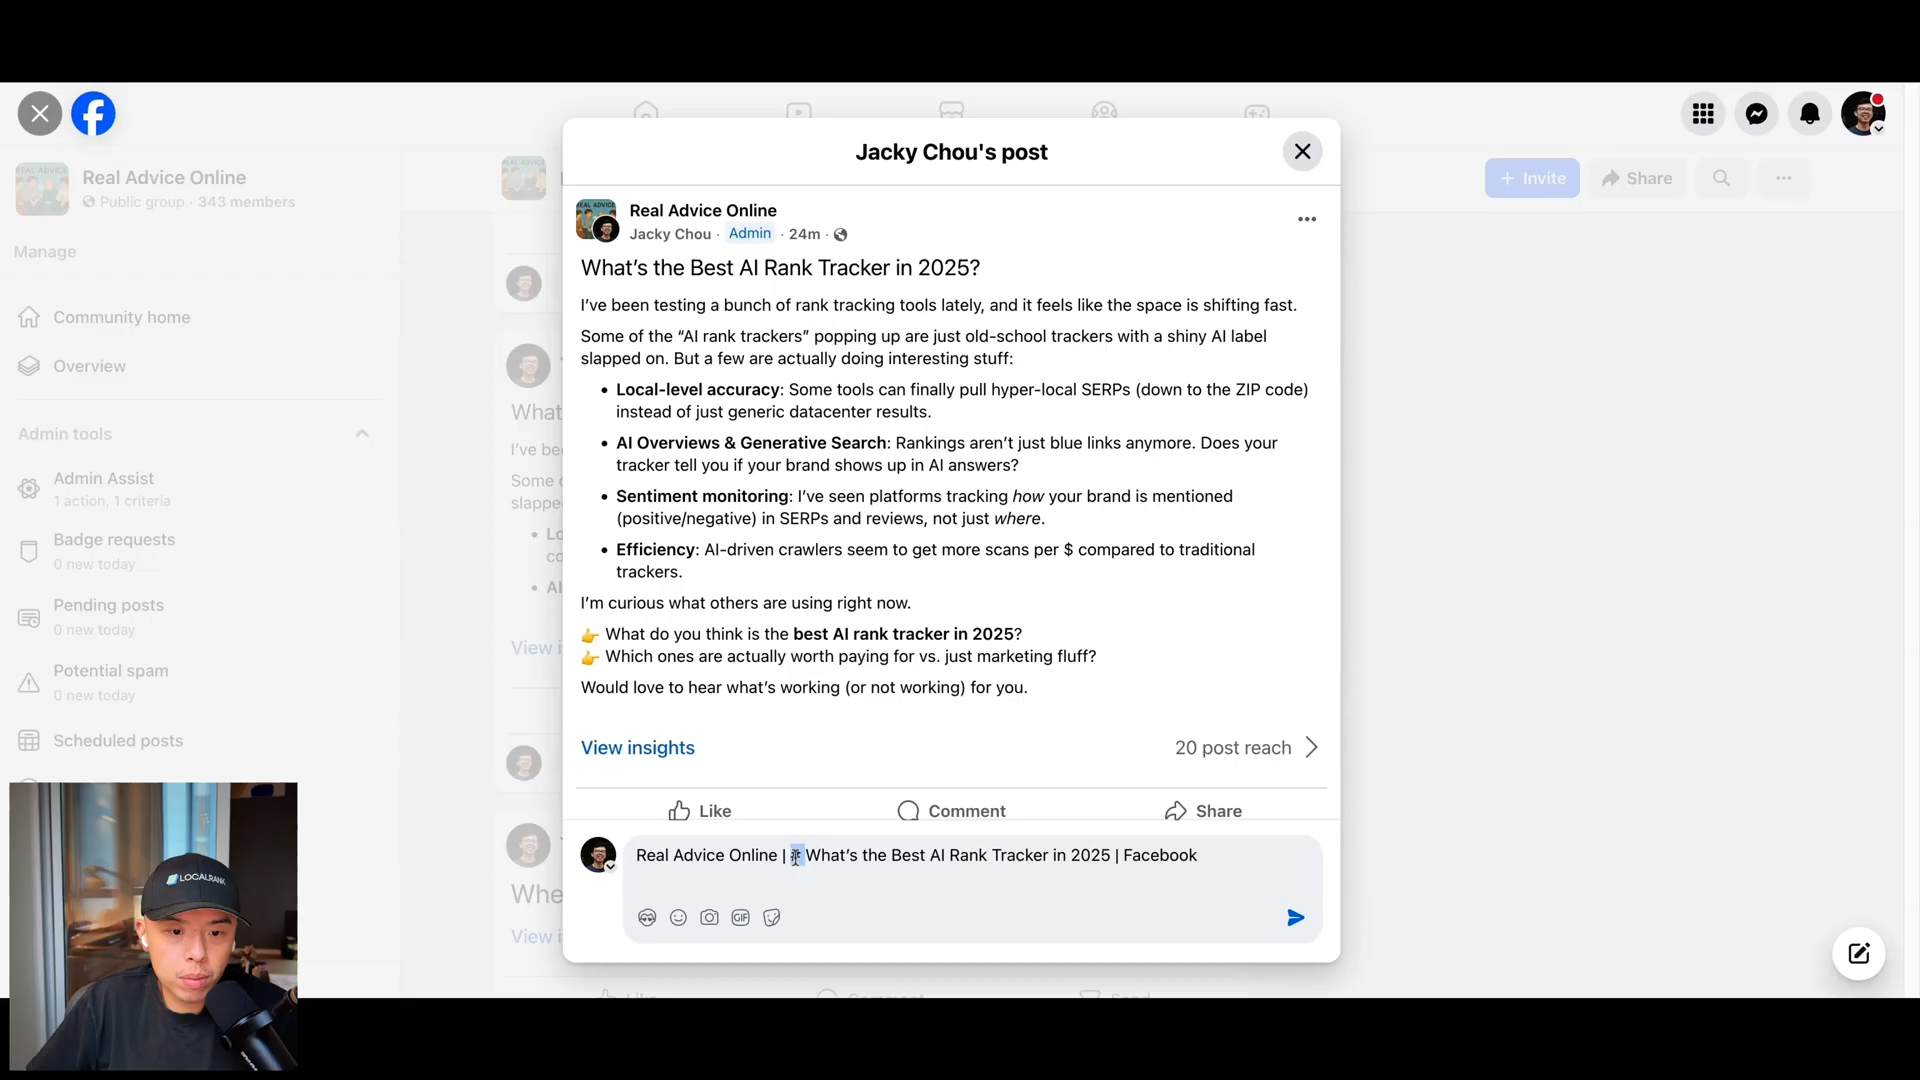 Jacky Chou's post
Real Advice Online
Public group · 343 members
Invite
Share
Real Advice Online
Jacky Chou · Admin · 24m ·
Manage
Community home
Overview
Admin tools
Admin Assist
1 action, 1 criteria
Badge requests
0 new today
Pending posts
0 new today
Potential spam
0 new today
Scheduled posts
What
I've bee
Some o
slapped
Lo
co
AI
View i
Whe
View i
What's the Best AI Rank Tracker in 2025?
I've been testing a bunch of rank tracking tools lately, and it feels like the space is shifting fast.
Some of the “AI rank trackers” popping up are just old-school trackers with a shiny AI label
slapped on. But a few are actually doing interesting stuff:
• Local-level accuracy: Some tools can finally pull hyper-local SERPs (down to the ZIP code)
instead of just generic datacenter results.
• AI Overviews & Generative Search: Rankings aren't just blue links anymore. Does your
tracker tell you if your brand shows up in AI answers?
• Sentiment monitoring: I've seen platforms tracking how your brand is mentioned
(positive/negative) in SERPs and reviews, not just where.
• Efficiency: AI-driven crawlers seem to get more scans per $ compared to traditional
trackers.
I'm curious what others are using right now.
👉 What do you think is the best AI rank tracker in 2025?
👉 Which ones are actually worth paying for vs. just marketing fluff?
Would love to hear what's working (or not working) for you.
View insights
20 post reach
Like
Comment
Share
Real Advice Online | What's the Best AI Rank Tracker in 2025 | Facebook
GIF
LOCALRANK